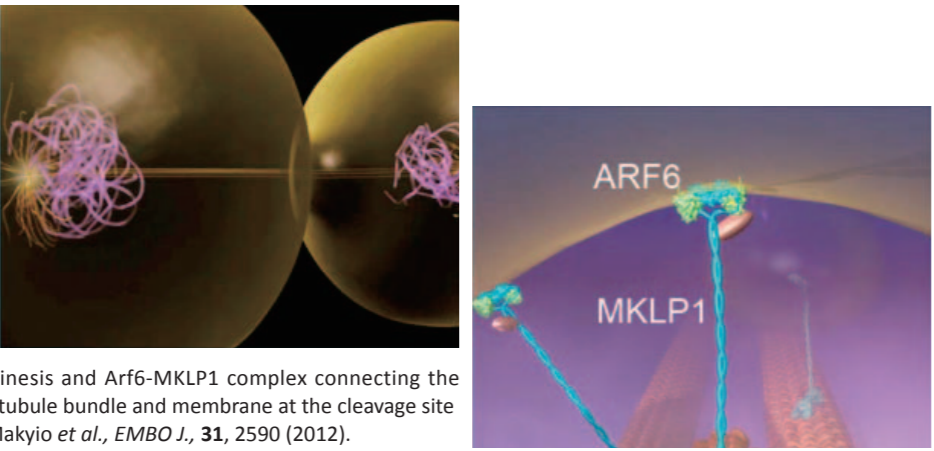 inesis and Arf6-MKLP1 complex connecting the
tubule bundle and membrane at the cleavage site
akyio et al., EMBO J., 31, 2590 (2012).
ARF6
MKLP1